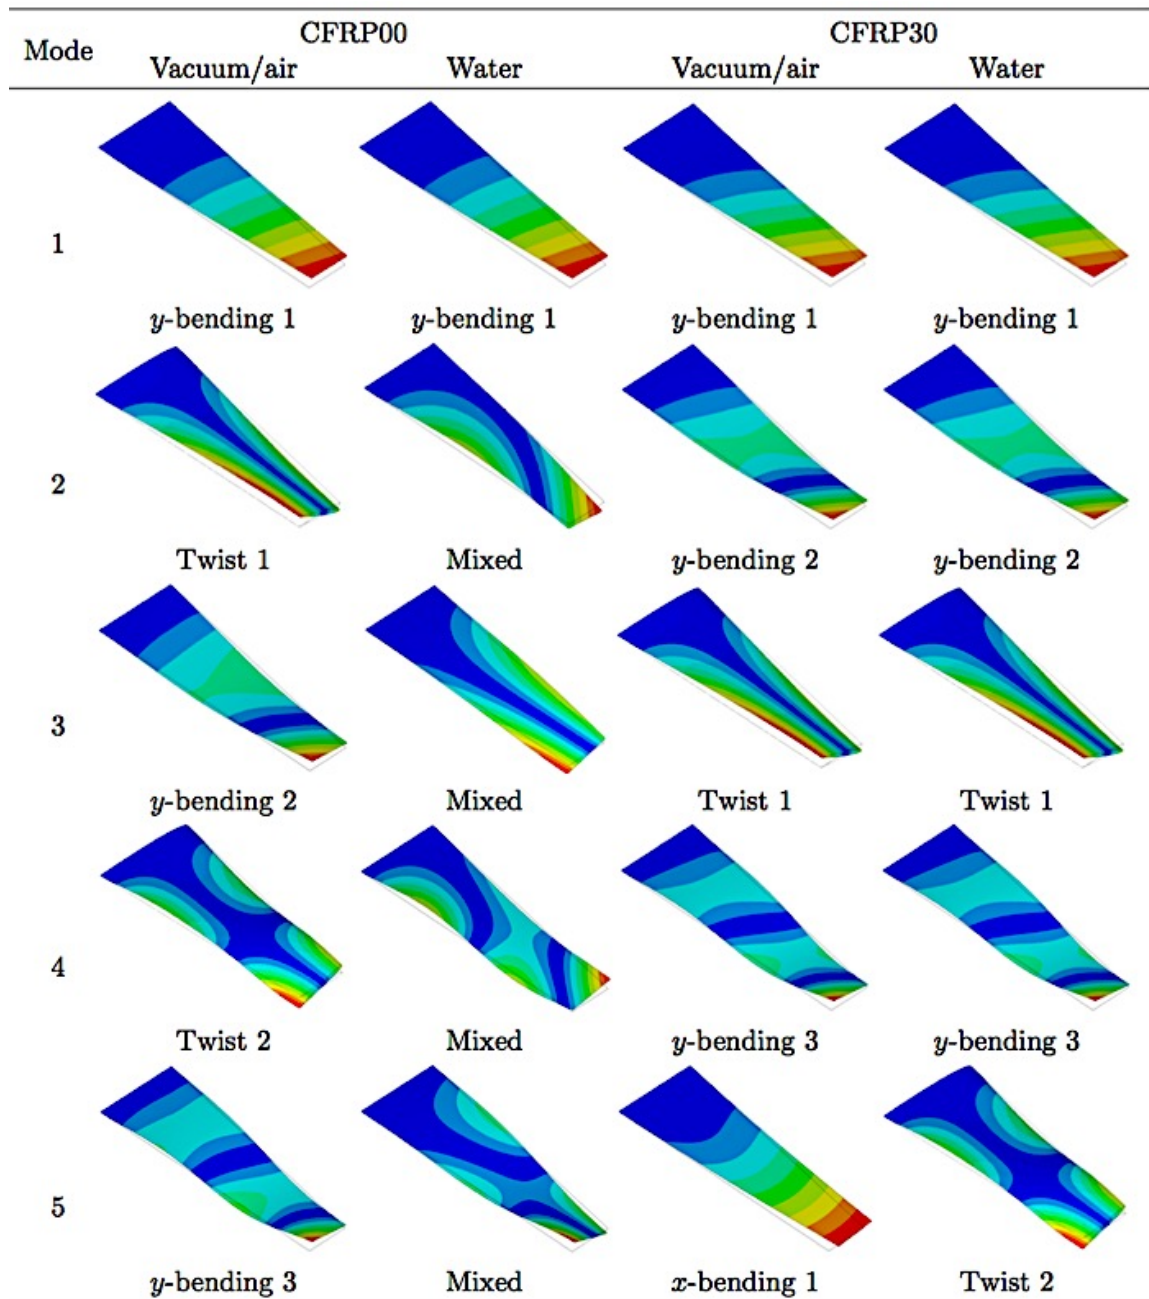 CFRP00 CFRP30
Mode Vacuum/air Water Vacuum/air Water
1
y-bending 1 y-bending 1 y-bending 1 y-bending 1
2
Twist 1 Mixed y-bending 2 y-bending 2
3
y-bending 2 Mixed Twist 1 Twist 1
4
Twist 2 Mixed y-bending 3 y-bending 3
5
y-bending 3 Mixed x-bending 1 Twist 2